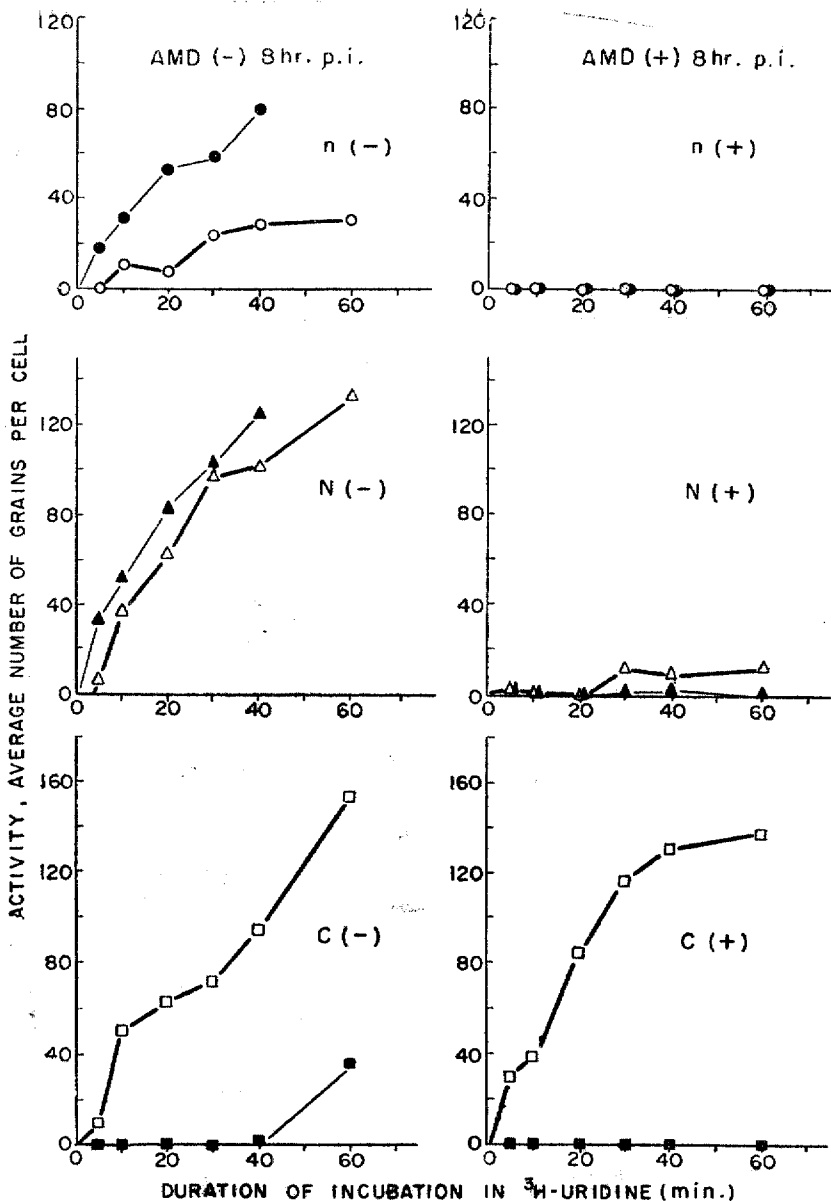 AMD (-) 8hr. p.i.
n (-)
120
80
40
0
0 20 40 60
AMD (+) 8 hr. p.i.
n (+)
120
80
40
0
0 20 40 60
N (-)
120
80
40
0
0 20 40 60
N (+)
120
80
40
0
0 20 40 60
C (-)
160
120
80
40
0
0 20 40 60
C (+)
160
120
80
40
0
0 20 40 60
ACTIVITY, AVERAGE NUMBER OF GRAINS PER CELL
DURATION OF INCUBATION IN ³H-URIDINE (min.)